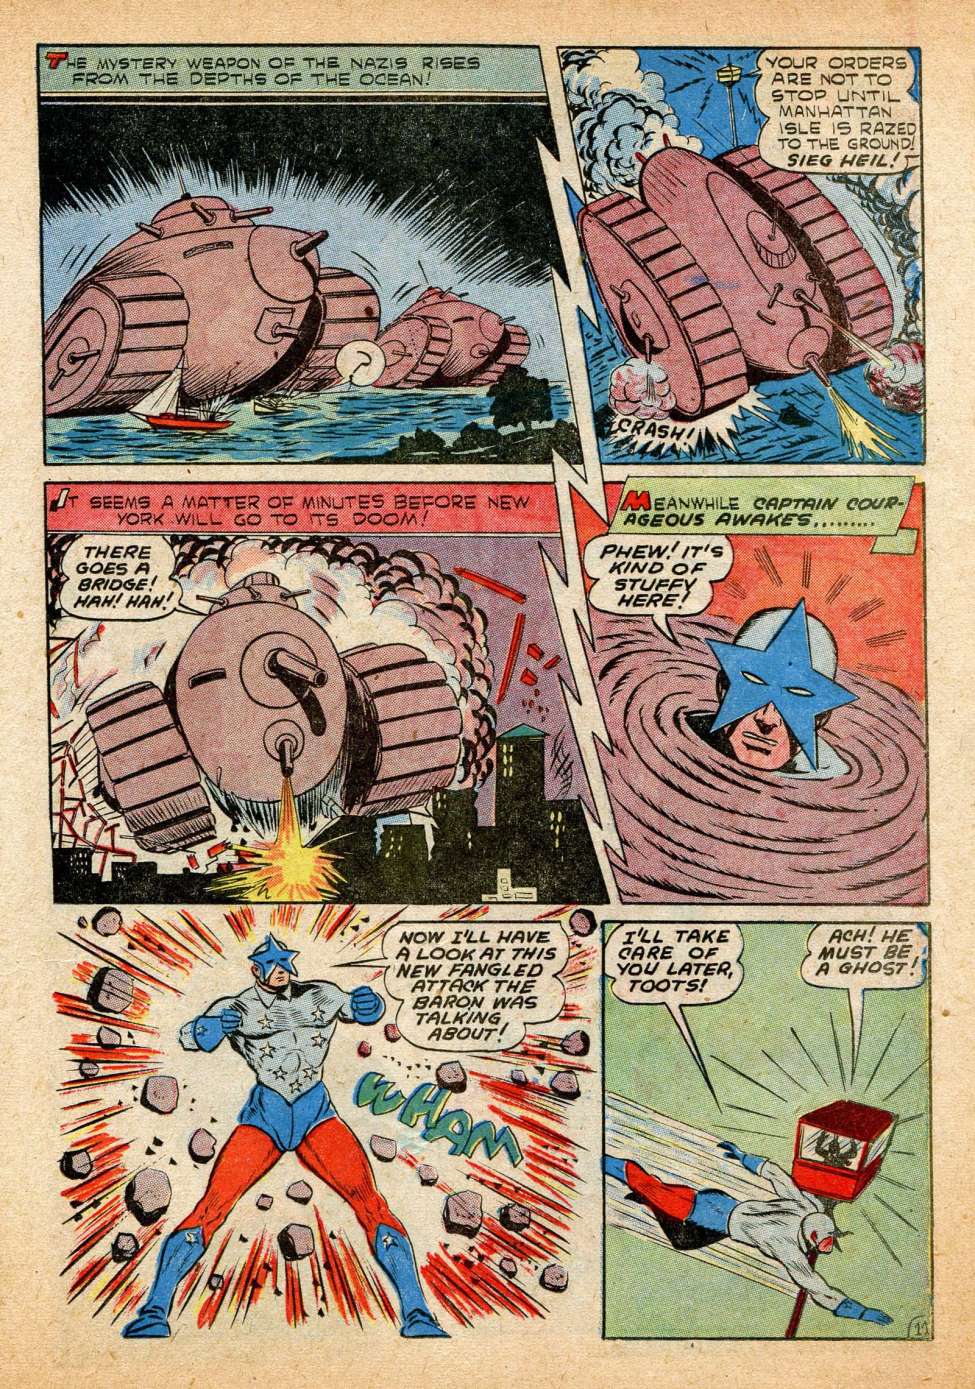 THE MYSTERY WEAPON OF THE NAZIS RISES
FROM THE DEPTHS OF THE OCEAN!
YOUR ORDERS
ARE NOT TO
STOP UNTIL
MANHATTAN
ISLE IS RAZED
TO THE GROUND!
SIEG HEIL!
CRASH!
IT SEEMS A MATTER OF MINUTES BEFORE NEW
YORK WILL GO TO ITS DOOM!
THERE
GOES A
BRIDGE!
HAH! HAH!
MEANWHILE CAPTAIN COUR-
AGEOUS AWAKES.........
PHEW! IT'S
KIND OF
STUFFY
HERE!
NOW I'LL HAVE
A LOOK AT THIS
NEW FANGLED
ATTACK THE
BARON WAS
TALKING
ABOUT!
WHAM
I'LL TAKE
CARE OF
YOU LATER,
TOOTS!
ACH! HE
MUST BE
A GHOST!
11